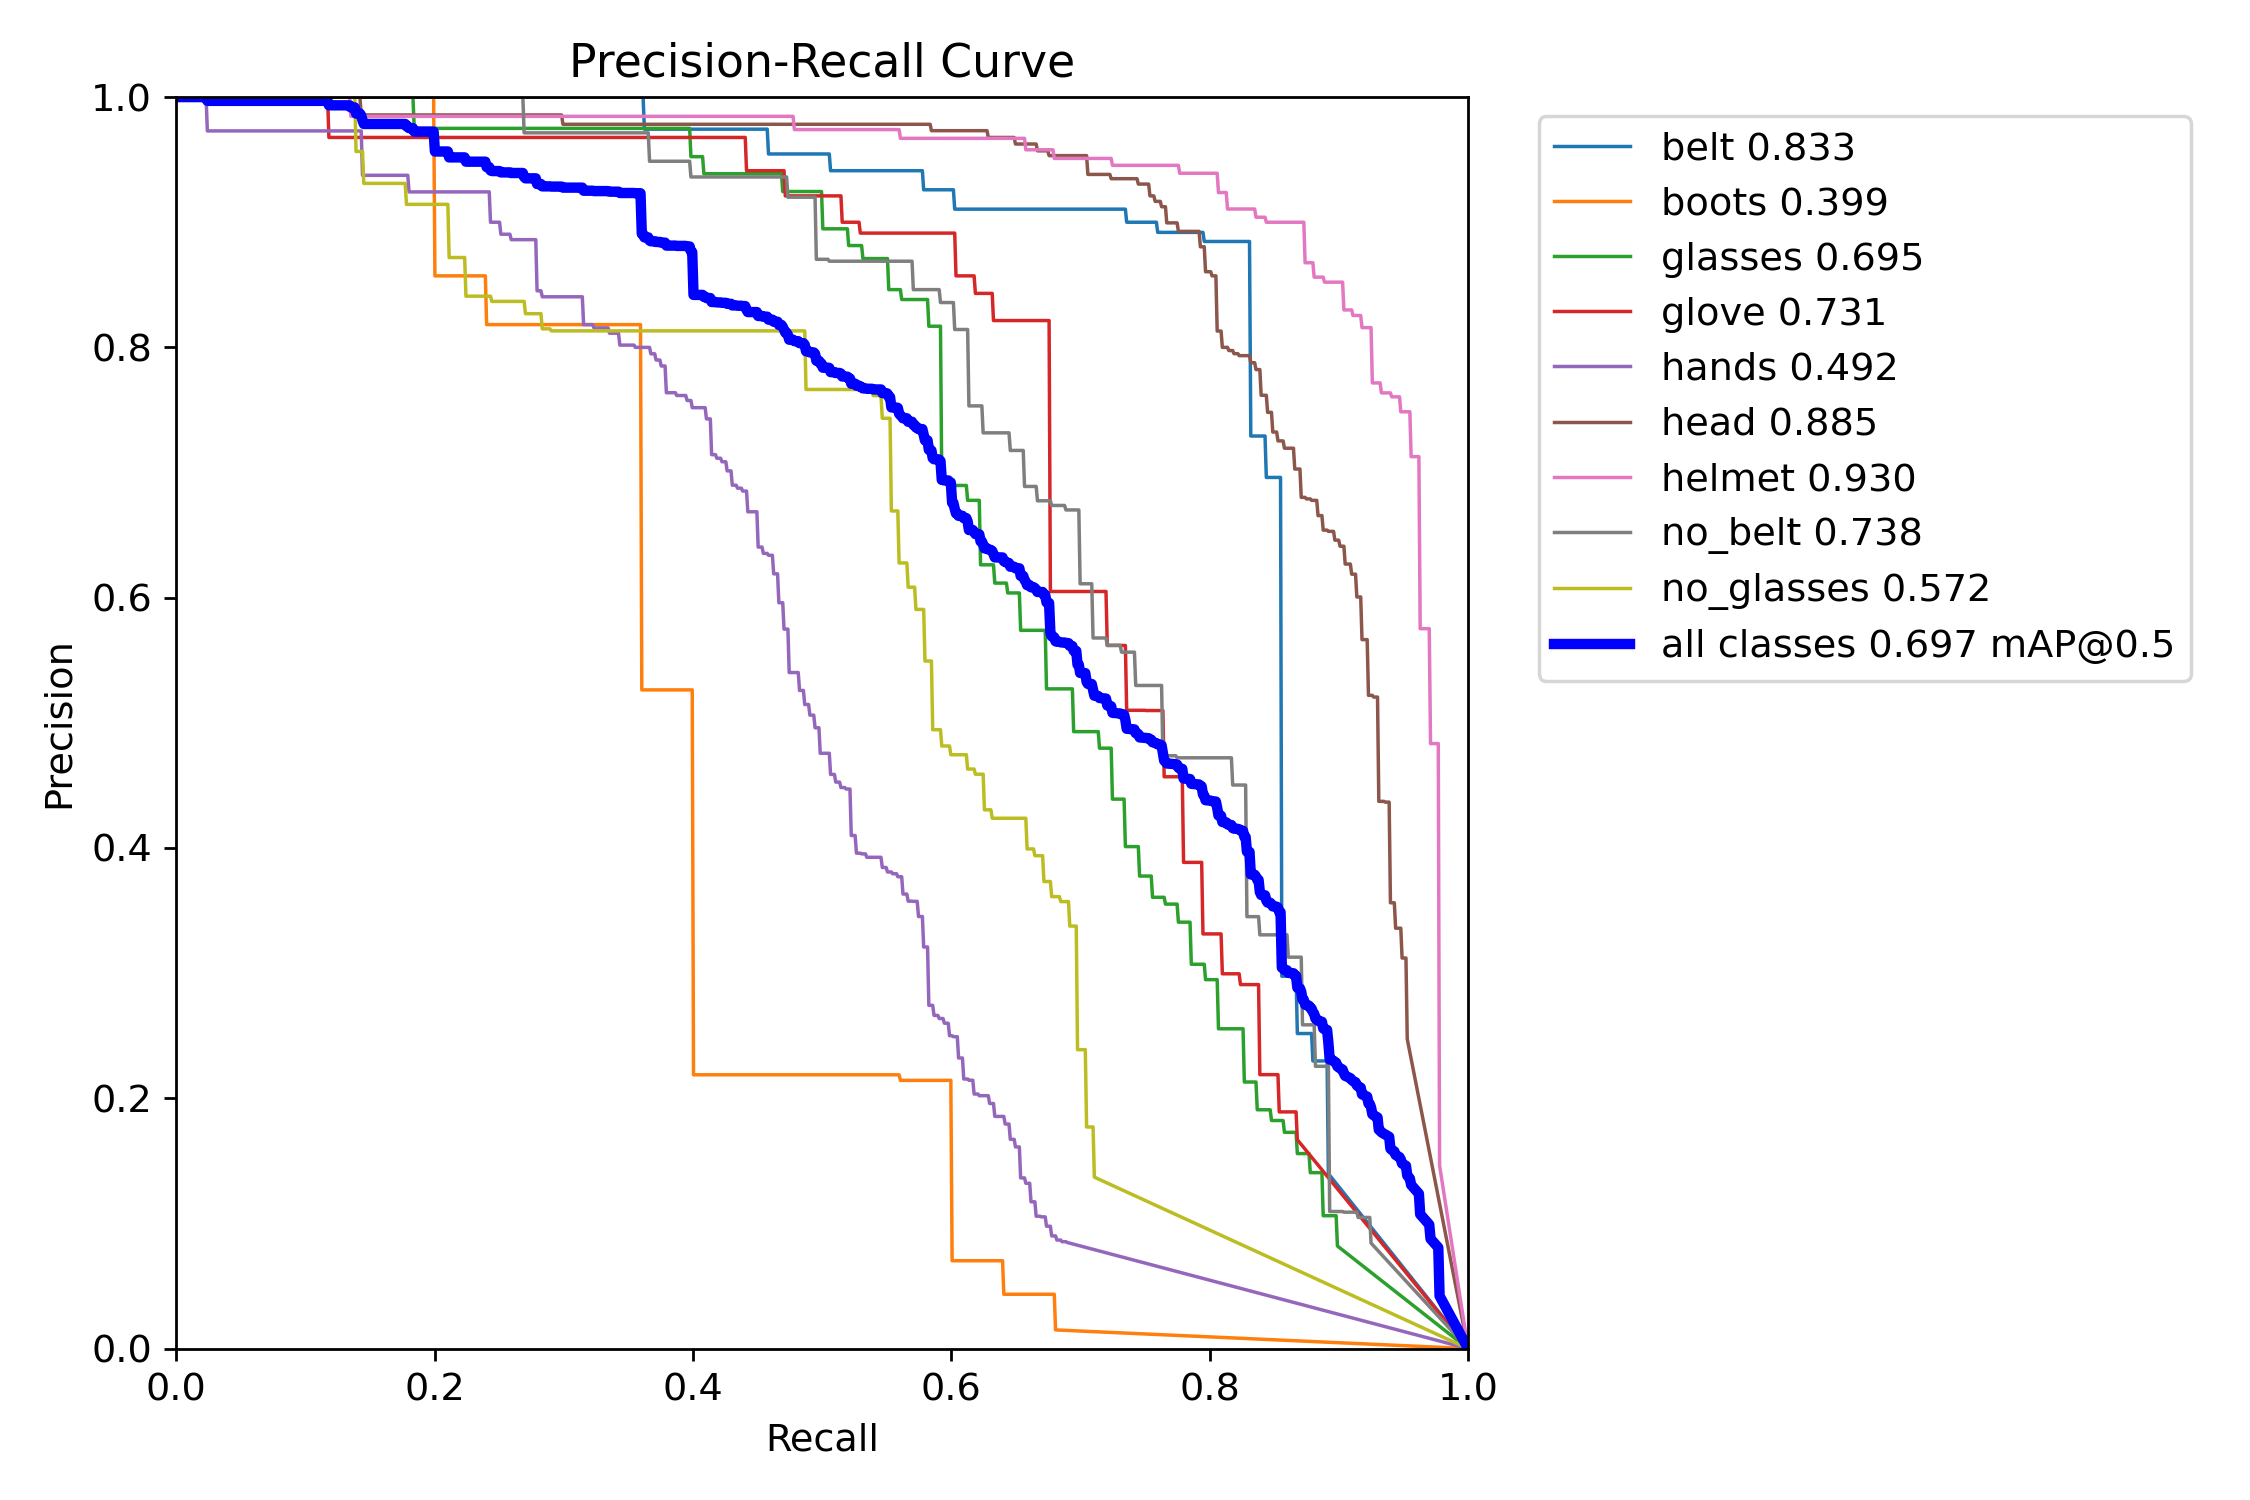 Precision-Recall Curve
1.0
0.8
0.6
0.4
0.2
0.0
Precision
0.0 0.2 0.4 0.6 0.8 1.0
Recall
belt 0.833
boots 0.399
glasses 0.695
glove 0.731
hands 0.492
head 0.885
helmet 0.930
no_belt 0.738
no_glasses 0.572
all classes 0.697 mAP@0.5